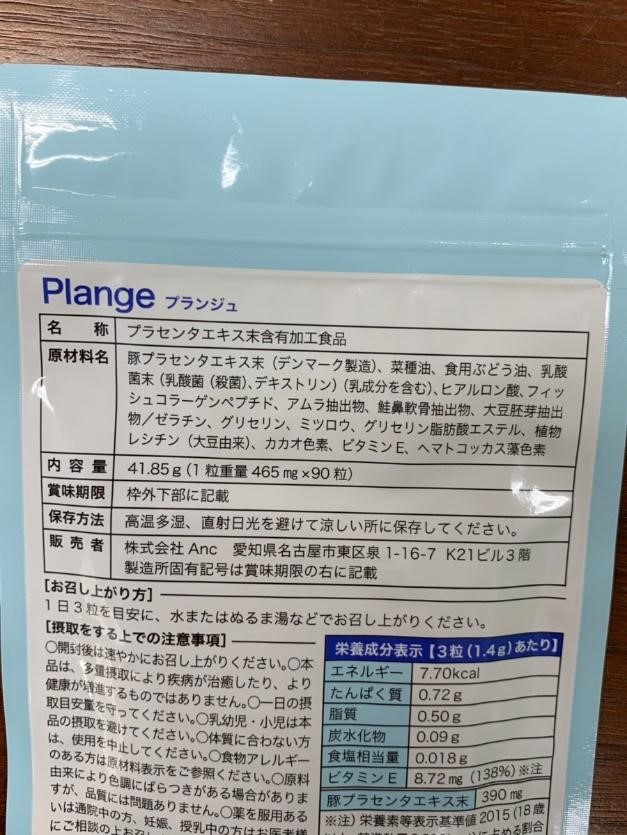 Plange プランジュ
名 称 プラセンタエキス末含有加工食品
原材料名 豚プラセンタエキス末（デンマーク製造）、菜種油、食用ぶどう油、乳酸
菌末（乳酸菌（殺菌）、デキストリン）（乳成分を含む）、ヒアルロン酸、フィッ
シュコラーゲンペプチド、アムラ抽出物、鮭鼻軟骨抽出物、大豆胚芽抽出
物／ゼラチン、グリセリン、ミツロウ、グリセリン脂肪酸エステル、植物
レシチン（大豆由来）、カカオ色素、ビタミンE、ヘマトコッカス藻色素
内 容 量 41.85g（1粒重量 465 mg×90粒）
賞味期限 枠外下部に記載
保存方法 高温多湿、直射日光を避けて涼しい所に保存してください。
販 売 者 株式会社 Anc 愛知県名古屋市東区泉 1-16-7 K21ビル3階
製造所固有記号は賞味期限の右に記載
[お召し上がり方]
1日3粒を目安に、水またはぬるま湯などでお召し上がりください。
[摂取をする上での注意事項]
○開封後は速やかにお召し上がりください。○本
品は、多量摂取により疾病が治癒したり、より
健康が増進するものではありません。○一日の摂
取目安量を守ってください。○乳幼児・小児は本
品の摂取を避けてください。○体質に合わない方
は、使用を中止してください。○食物アレルギー
のある方は原材料表示をご参照ください。○原料
由来により色調にばらつきがある場合がありま
すが、品質には問題ありません。○薬を服用ある
いは通院中の方、妊娠、授乳中の方はお医者様
にご相談の上お召し
栄養成分表示【3粒(1.4g)あたり】
エネルギー 7.70kcal
たんぱく質 0.72g
脂質 0.50g
炭水化物 0.09g
食塩相当量 0.018g
ビタミンE 8.72mg (138%)※注
豚プラセンタエキス末 390mg
※注）栄養素等表示基準値2015(18歳